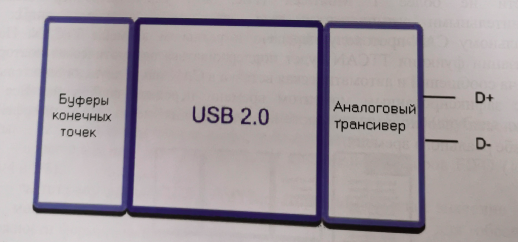 Буферы
конечных
точек
USB 2.0
Аналоговый
трансивер
D+
D-